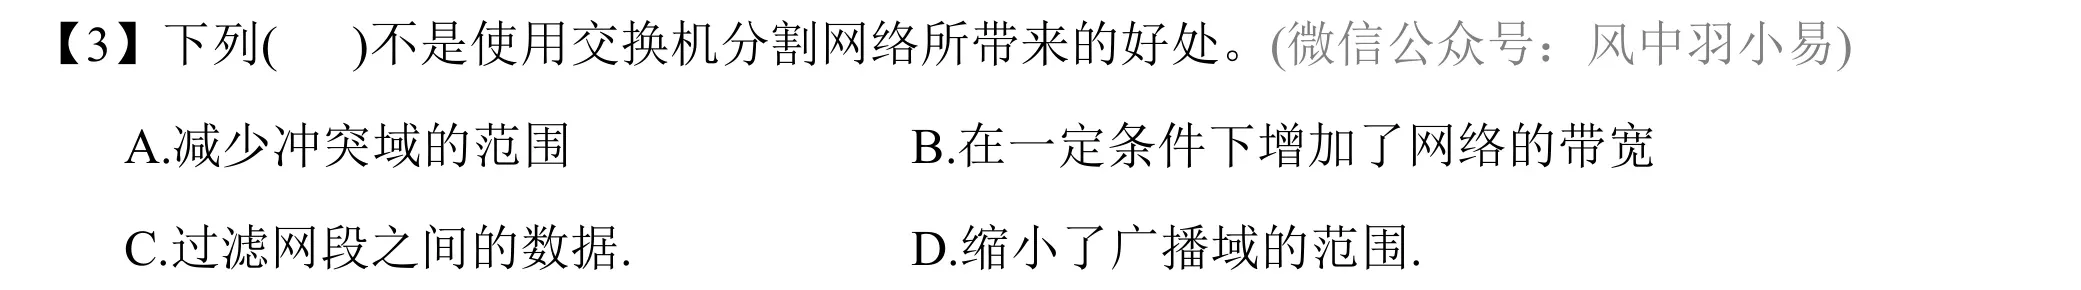 【3】下列(    )不是使用交换机分割网络所带来的好处。(微信公众号：风中羽小易)
A.减少冲突域的范围    B.在一定条件下增加了网络的带宽
C.过滤网段之间的数据.    D.缩小了广播域的范围.